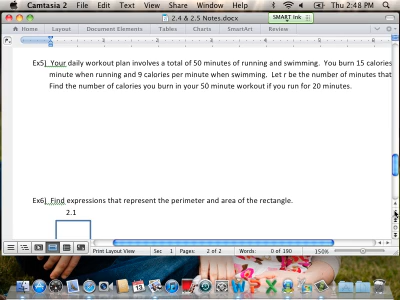 Camtasia 2 File Edit View Window Help Thu 2:48 PM
2.4 & 2.5 Notes.docx
SMART Ink
Home Layout Document Elements Tables Charts SmartArt Review
Ex5) Your daily workout plan involves a total of 50 minutes of running and swimming. You burn 15 calories
minute when running and 9 calories per minute when swimming. Let r be the number of minutes that
Find the number of calories you burn in your 50 minute workout if you run for 20 minutes.
Ex6) Find expressions that represent the perimeter and area of the rectangle.
2.1
Print Layout View Sec 1 Pages: 2 of 2 Words: 0 of 190 150%